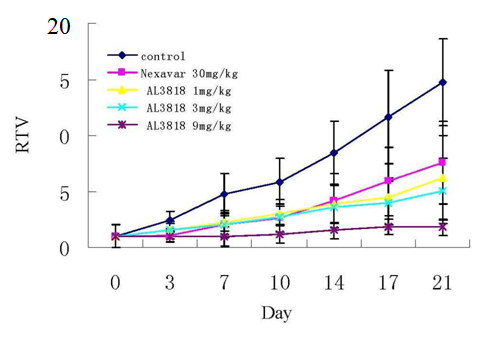 20
5
0
5
0
RTV
control
Nexavar 30mg/kg
AL3818 1mg/kg
AL3818 3mg/kg
AL3818 9mg/kg
0 3 7 10 14 17 21
Day